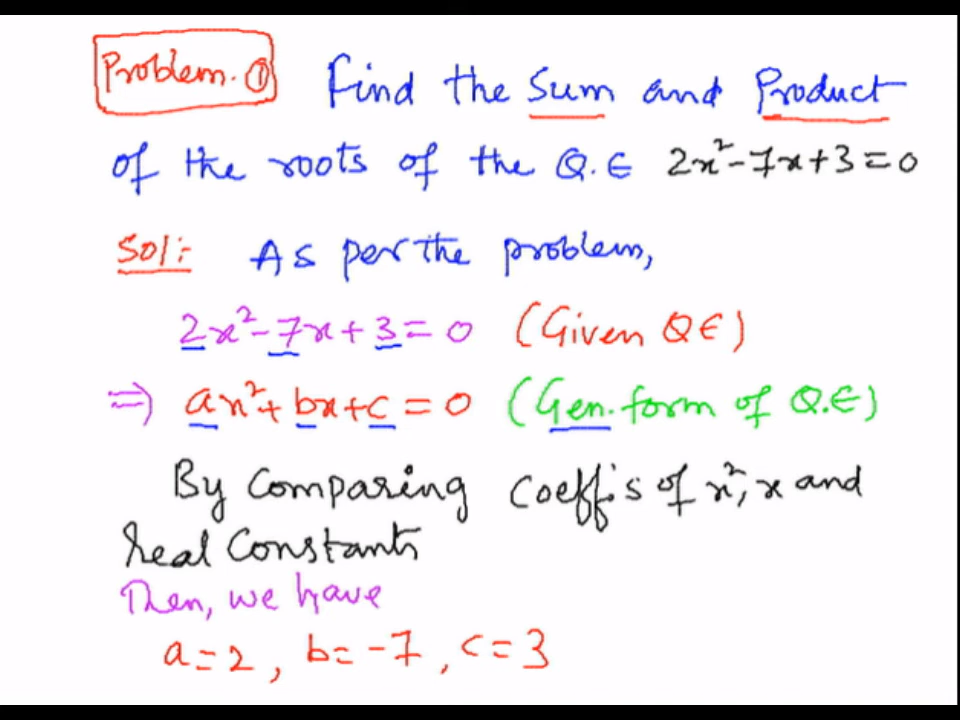 Problem. ① Find the Sum and Product
of the roots of the Q.E 2x²-7x+3=0
Sol:- As per the problem,
2x²-7x+3=0 (Given QE)
=> ax²+bx+c=0 (Gen. form of Q.E)
By Comparing Coeff.'s of x², x and
real Constants
Then, we have
a=2, b=-7, c=3